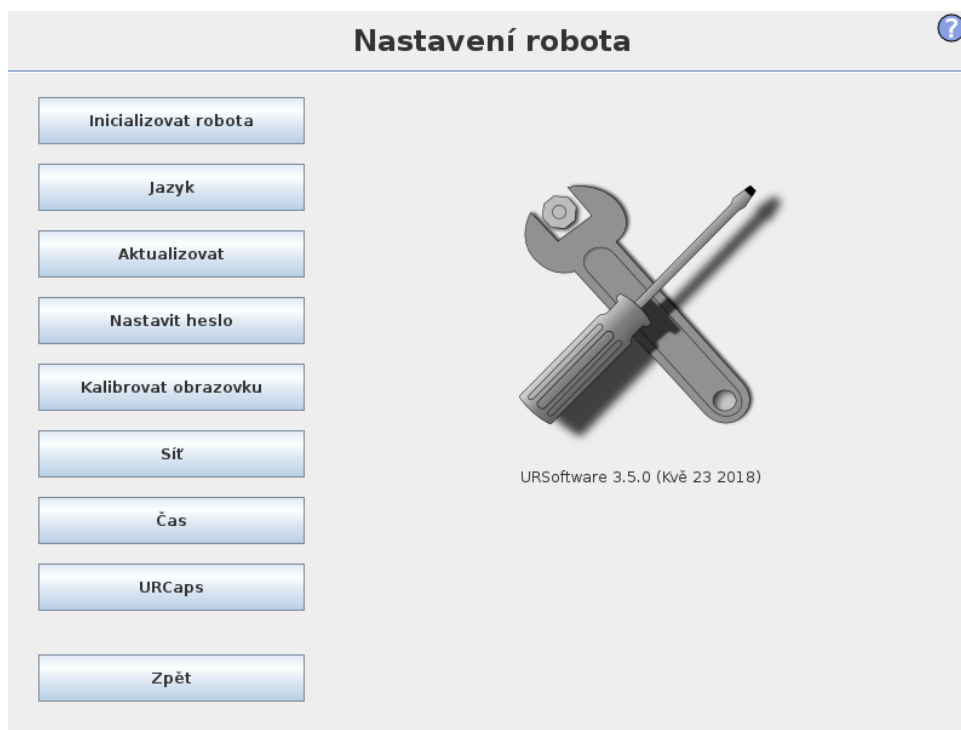 Nastavení robota
?
Inicializovat robota
Jazyk
Aktualizovat
Nastavit heslo
Kalibrovat obrazovku
Síť
Čas
URCaps
Zpět
URSoftware 3.5.0 (Kvě 23 2018)